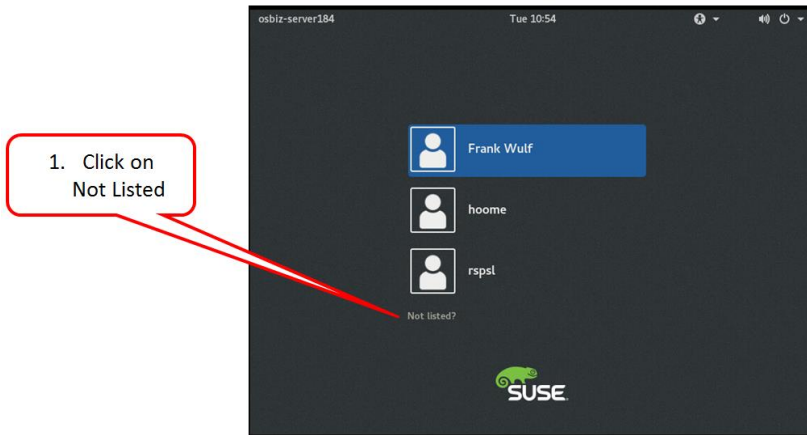 osbiz-server184
Tue 10:54
Frank Wulf
1. Click on
Not Listed
hoome
rspsl
Not listed?
SUSE